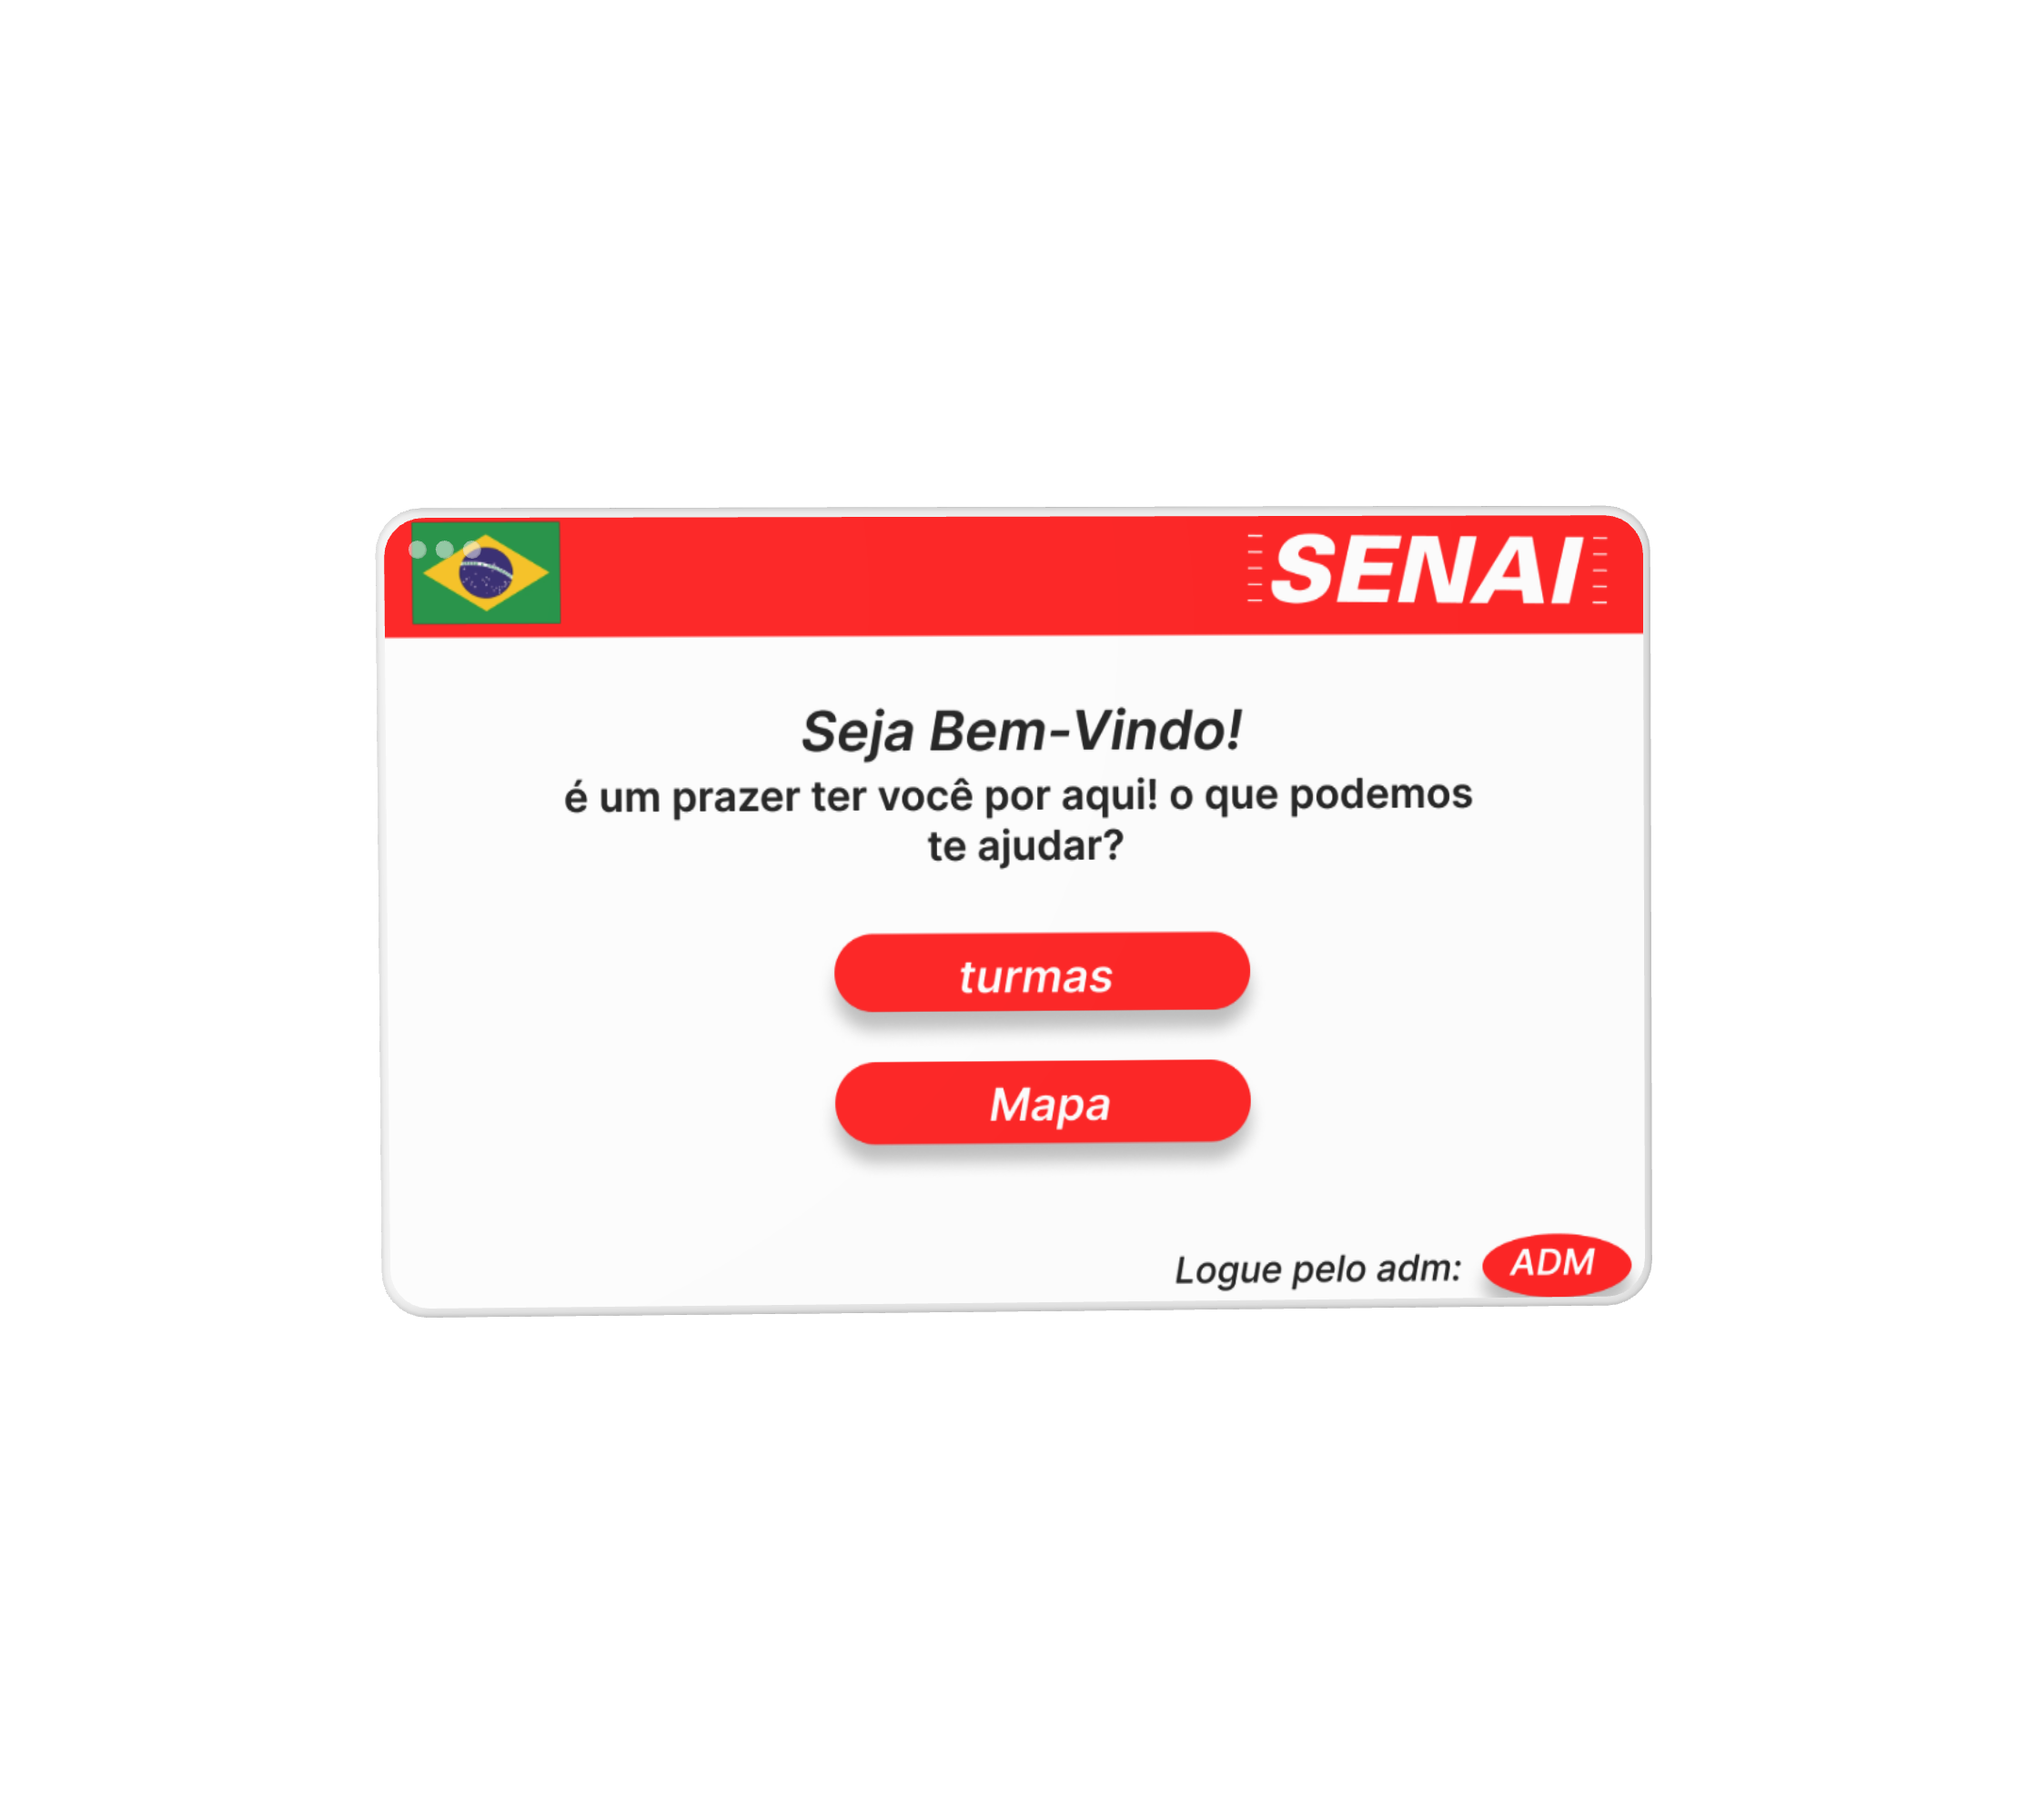 SENAI
Seja Bem-Vindo!
é um prazer ter você por aqui! o que podemos
te ajudar?
turmas
Mapa
Logue pelo adm: ADM